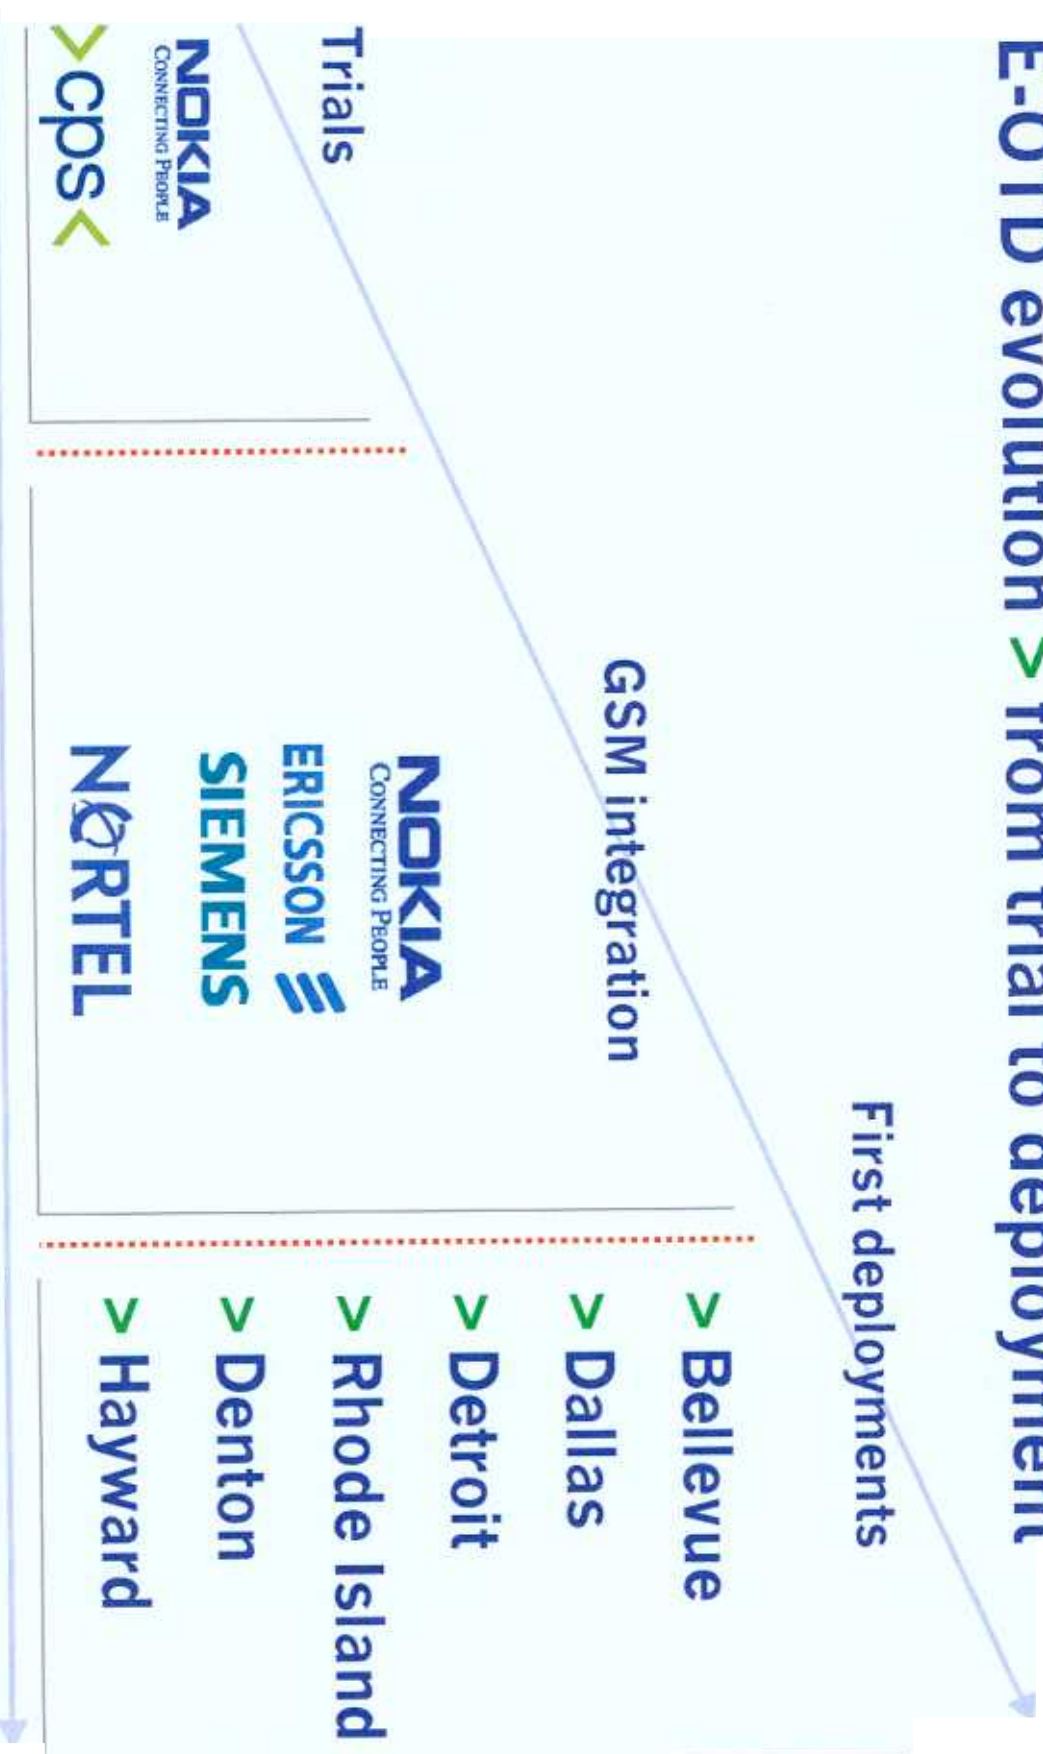 E-OTD evolution > from trial to deployment
First deployments
GSM integration
Trials
NOKIA
CONNECTING PEOPLE
>cps<
NOKIA
CONNECTING PEOPLE
ERICSSON
SIEMENS
NORTEL
> Bellevue
> Dallas
> Detroit
> Rhode Island
> Denton
> Hayward